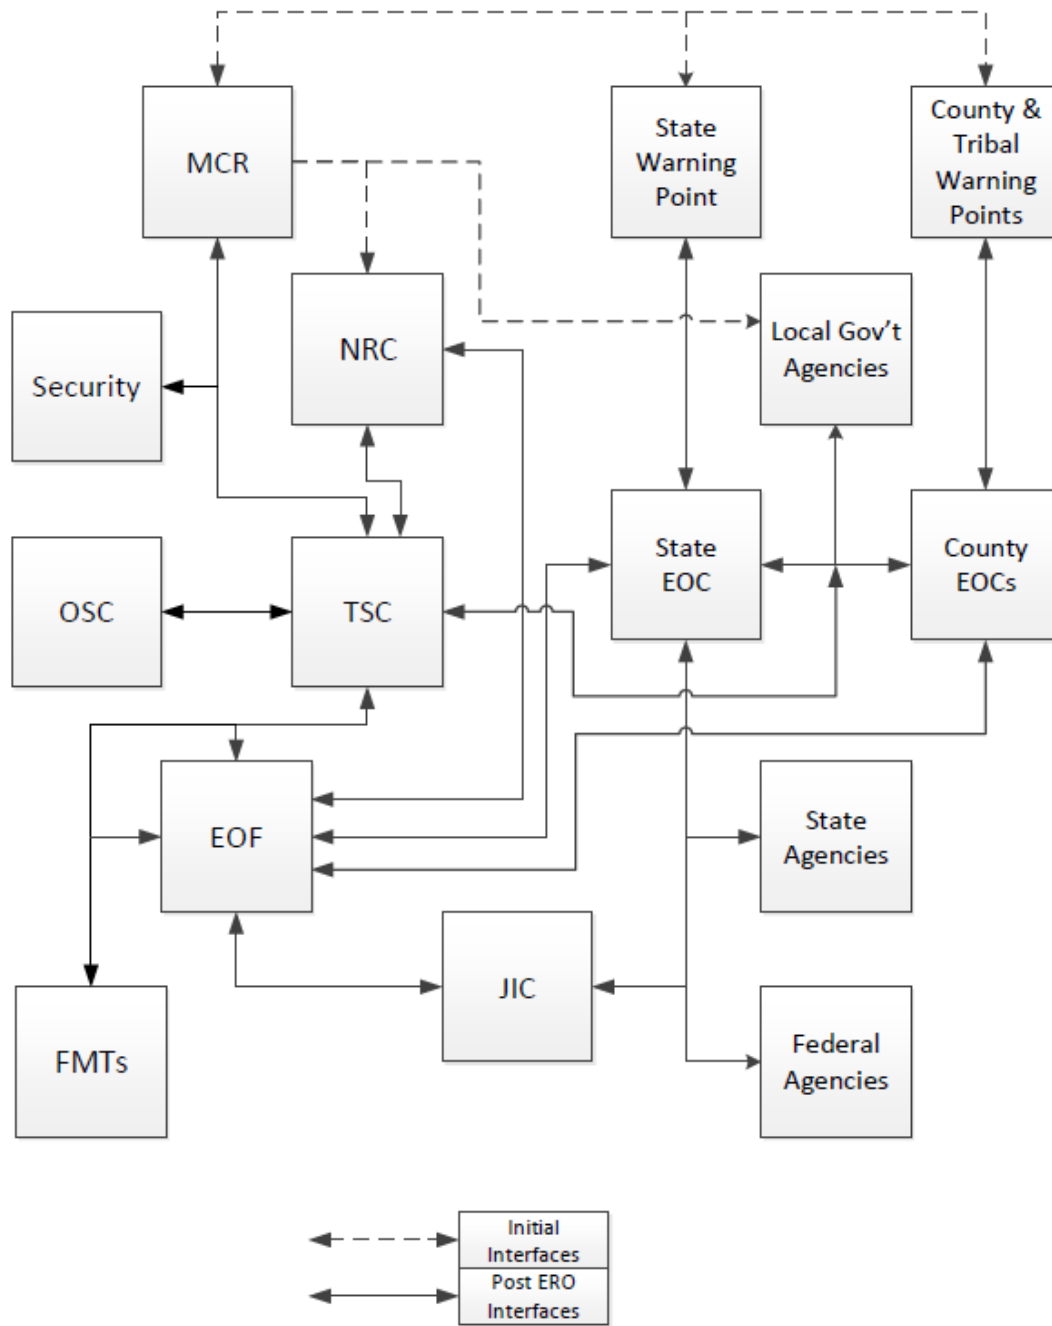 MCR
State
Warning
Point
County &
Tribal
Warning
Points
NRC
Local Gov't
Agencies
Security
OSC
TSC
State
EOC
County
EOCs
EOF
State
Agencies
JIC
FMTs
Federal
Agencies
Initial
Interfaces
Post ERO
Interfaces